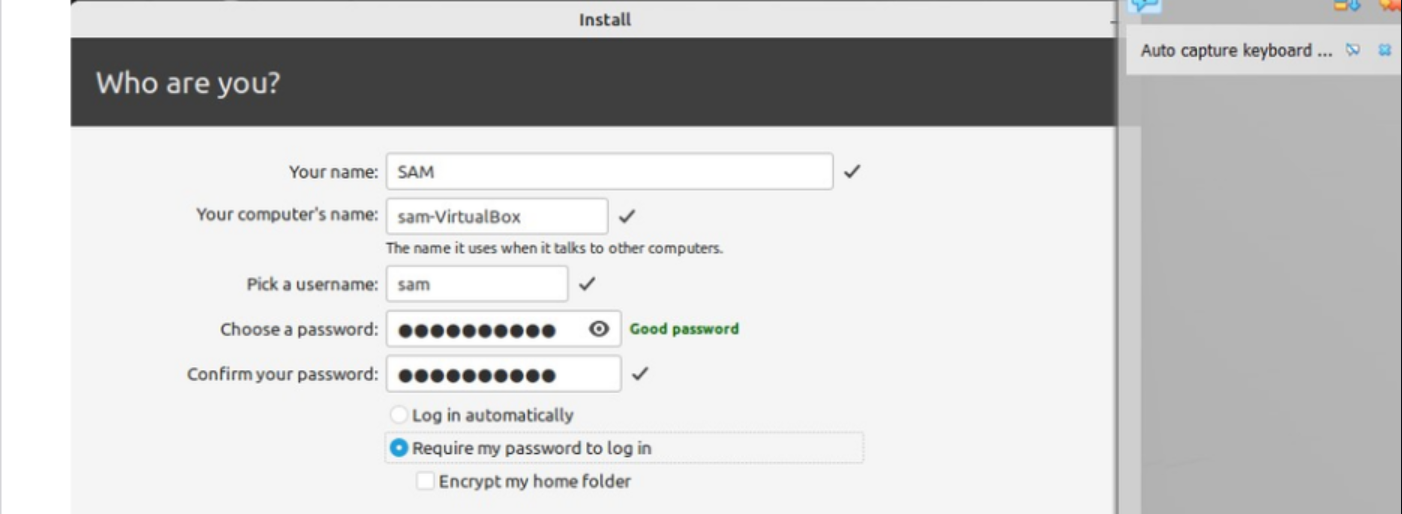 Install
Auto capture keyboard ...
Who are you?
Your name: SAM
Your computer's name: sam-VirtualBox
The name it uses when it talks to other computers.
Pick a username: sam
Choose a password: ●●●●●●●●●● Good password
Confirm your password: ●●●●●●●●●●
Log in automatically
Require my password to log in
Encrypt my home folder